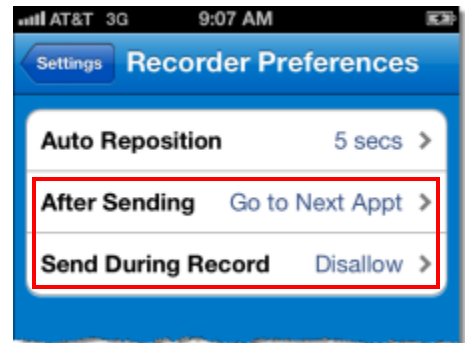 AT&T 3G 9:07 AM
Settings Recorder Preferences
Auto Reposition 5 secs
After Sending Go to Next Appt
Send During Record Disallow